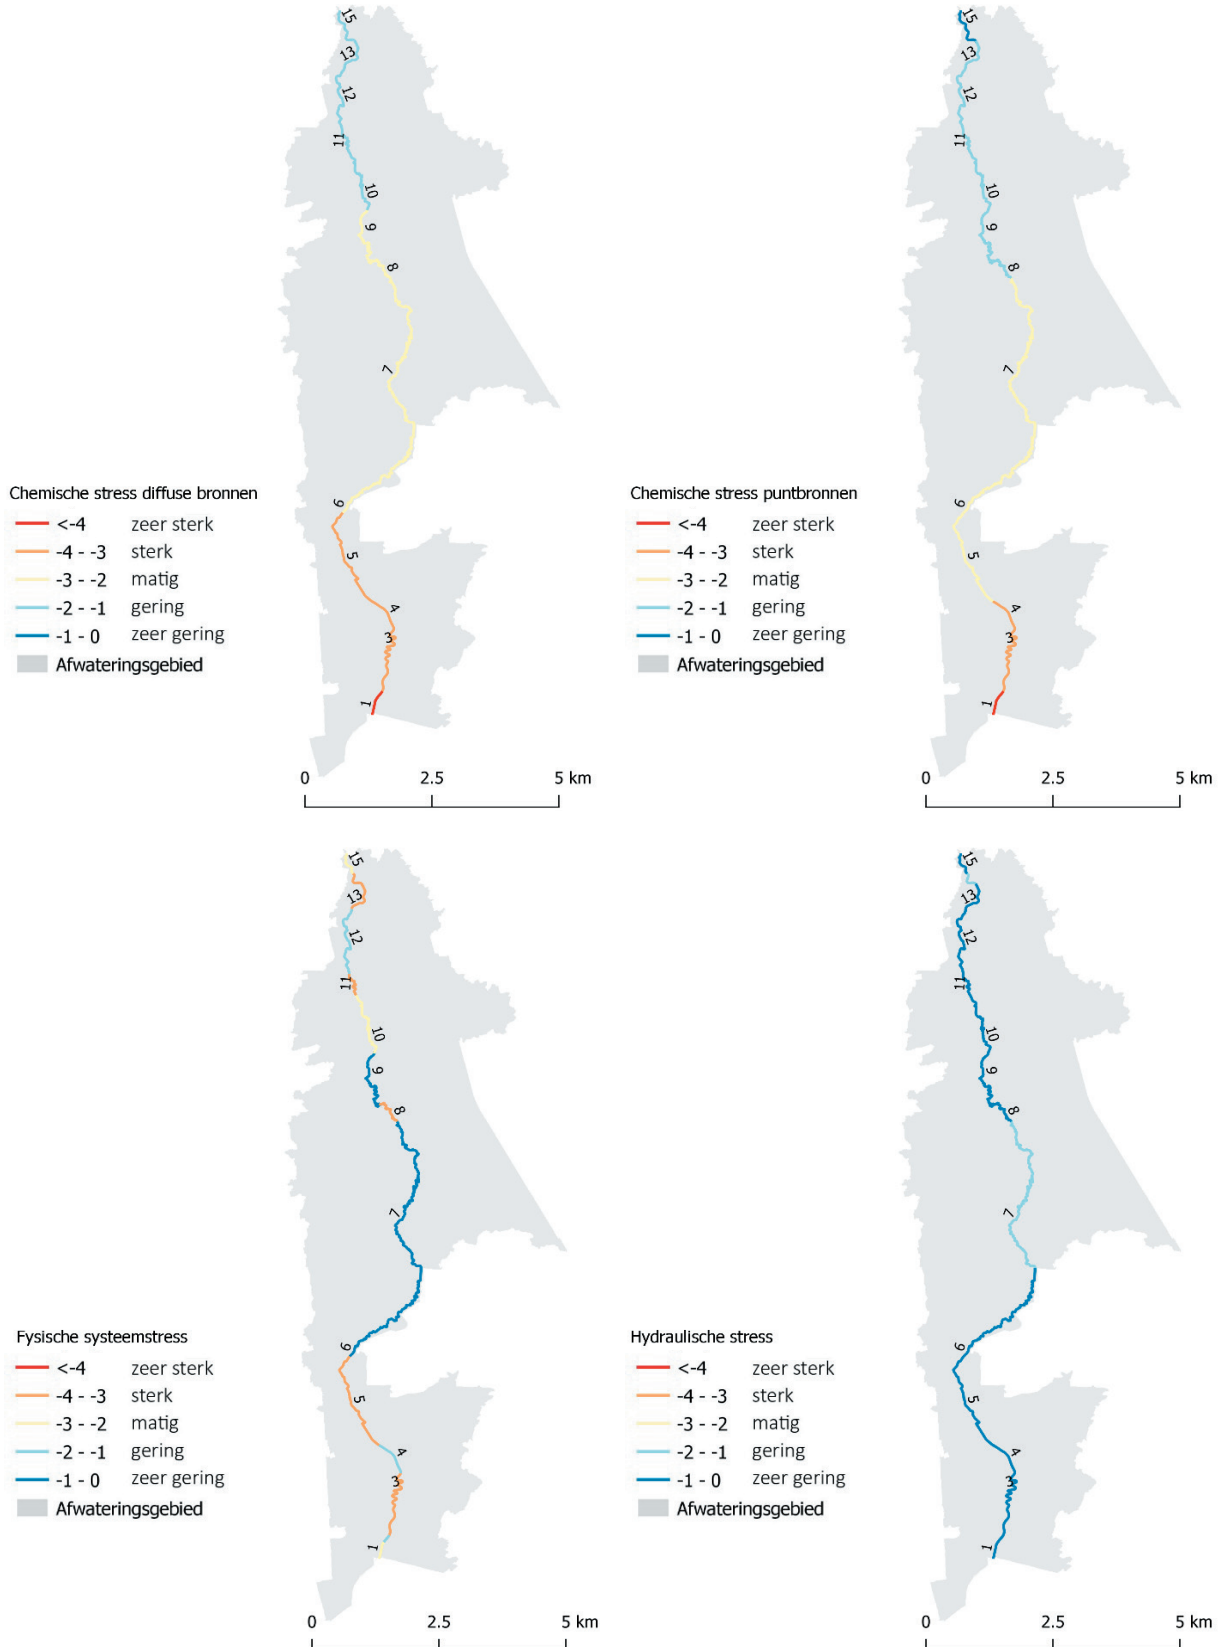 15
13
12
11
10
9
8
7
6
5
4
3
1
Chemische stress diffuse bronnen
<-4 zeer sterk
-4 - -3 sterk
-3 - -2 matig
-2 - -1 gering
-1 - 0 zeer gering
Afwateringsgebied
0 2.5 5 km
15
13
12
11
10
9
8
7
6
5
4
3
1
Chemische stress puntbronnen
<-4 zeer sterk
-4 - -3 sterk
-3 - -2 matig
-2 - -1 gering
-1 - 0 zeer gering
Afwateringsgebied
0 2.5 5 km
15
13
12
11
10
9
8
7
6
5
4
3
1
Fysische systeemstress
<-4 zeer sterk
-4 - -3 sterk
-3 - -2 matig
-2 - -1 gering
-1 - 0 zeer gering
Afwateringsgebied
0 2.5 5 km
15
13
12
11
10
9
8
7
6
5
4
3
1
Hydraulische stress
<-4 zeer sterk
-4 - -3 sterk
-3 - -2 matig
-2 - -1 gering
-1 - 0 zeer gering
Afwateringsgebied
0 2.5 5 km